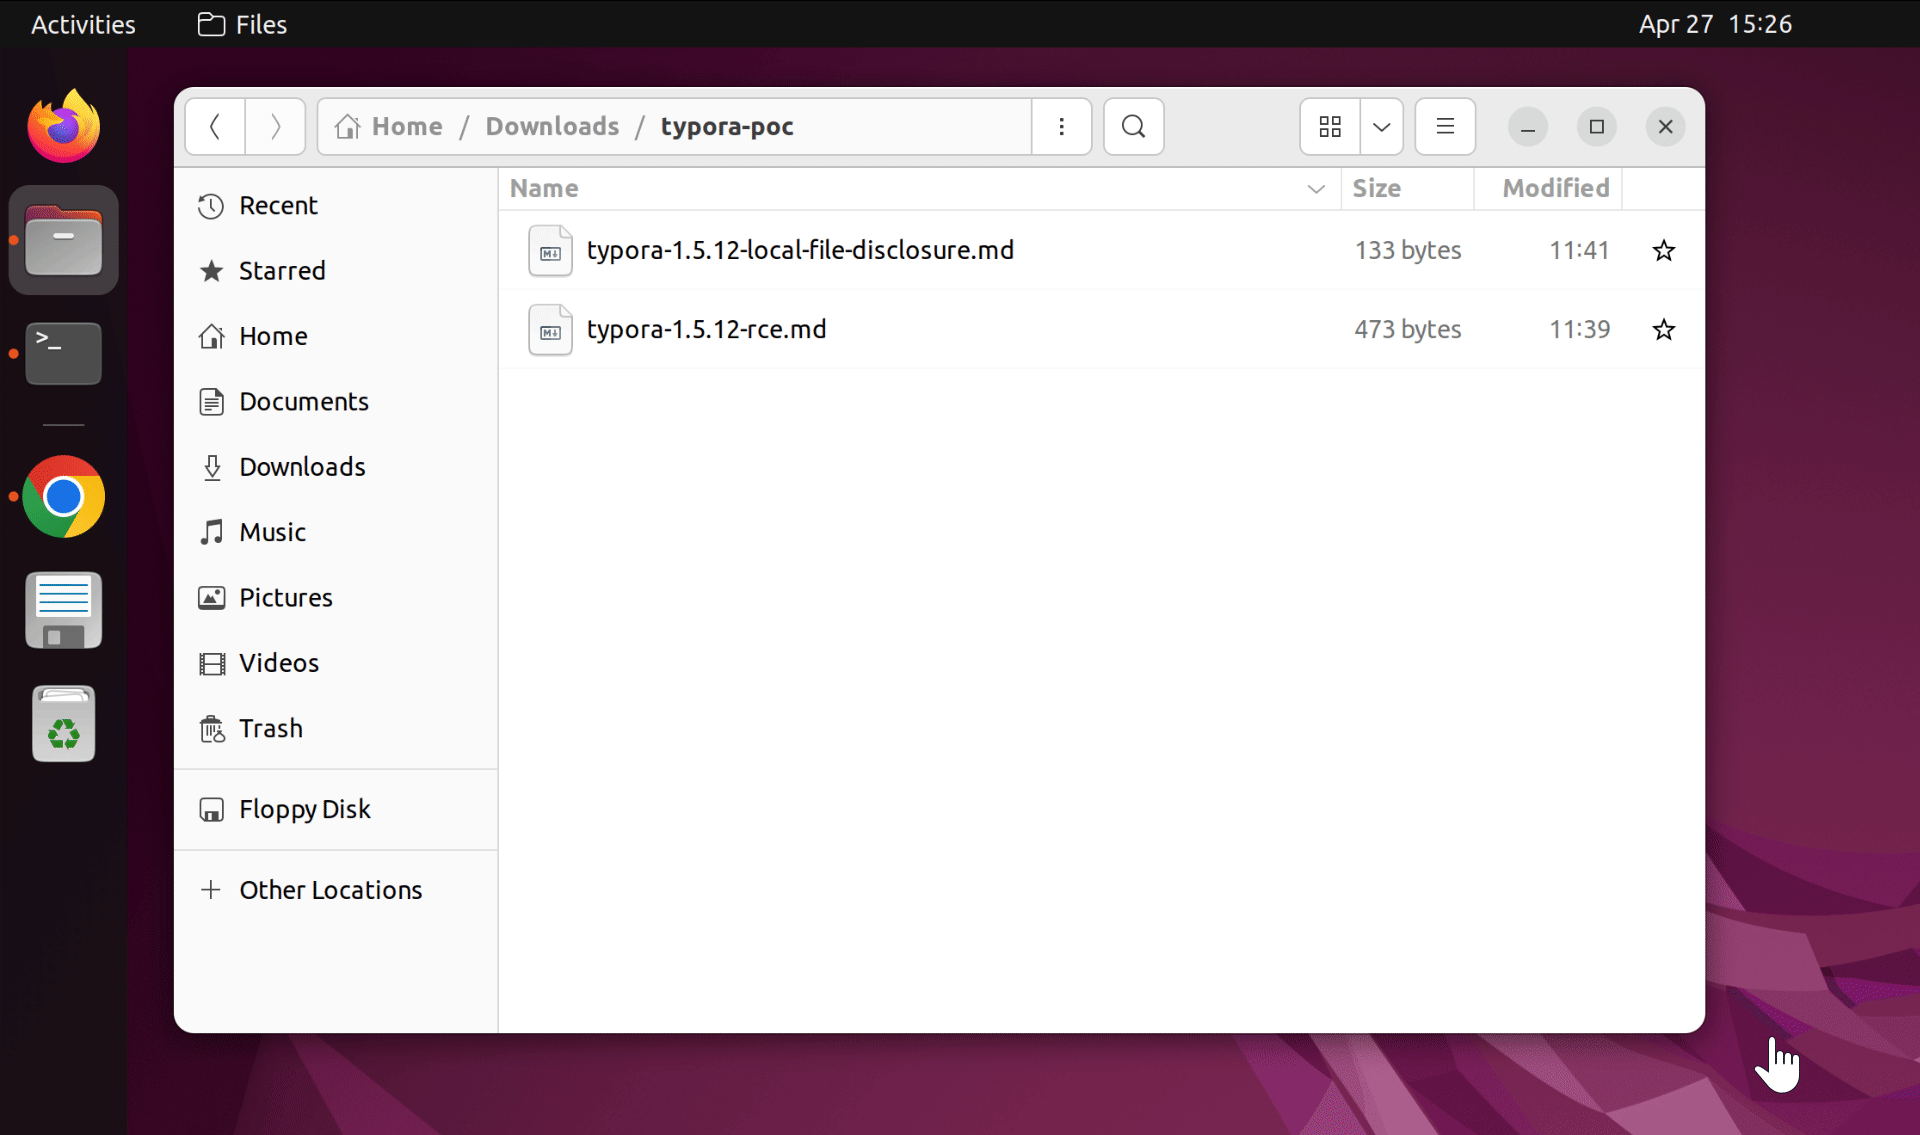 Activities Files Apr 27 15:26
Home / Downloads / typora-poc
Recent
Starred
Home
Documents
Downloads
Music
Pictures
Videos
Trash
Floppy Disk
+ Other Locations
Name Size Modified
typora-1.5.12-local-file-disclosure.md 133 bytes 11:41
typora-1.5.12-rce.md 473 bytes 11:39